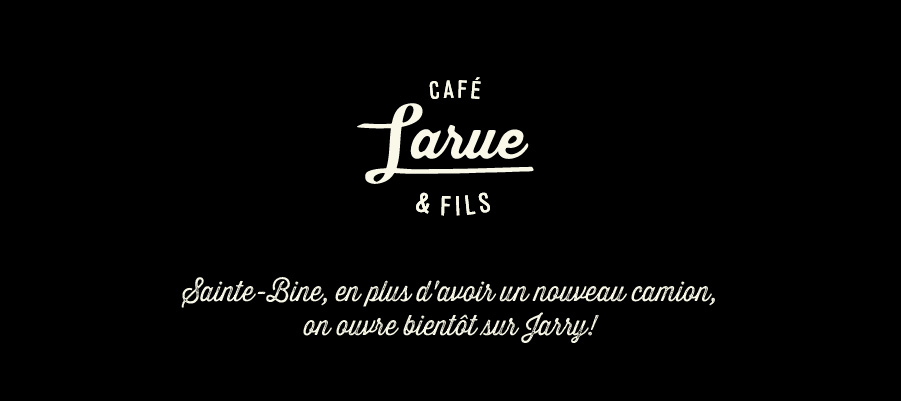 CAFÉ
Larue
& FILS
Sainte-Bine, en plus d'avoir un nouveau camion,
on ouvre bientôt sur Jarry!